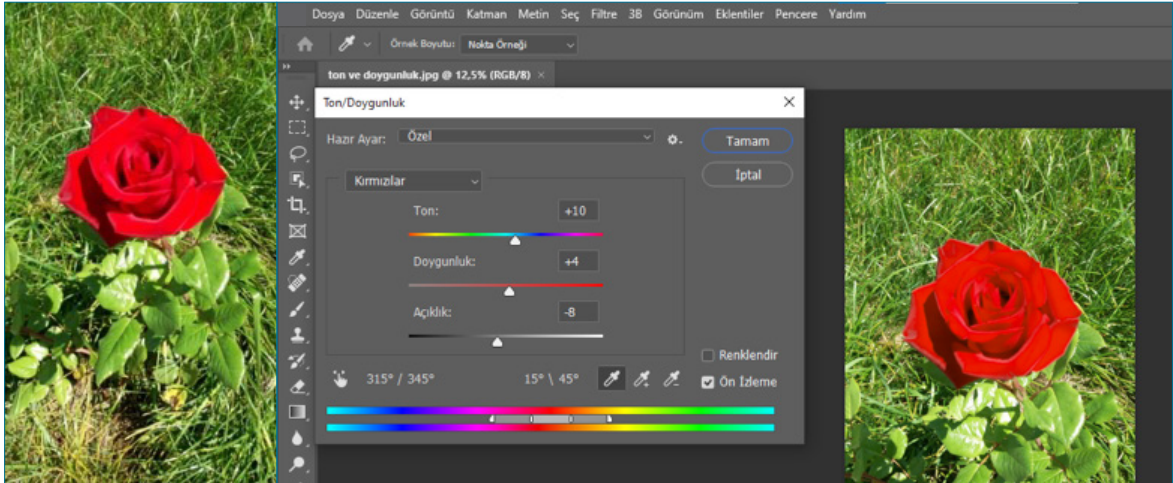 Dosya Düzenle Görüntü Katman Metin Seç Filtre 3B Görünüm Eklentiler Pencere Yardım
Örnek Boyutu: Nokta Örneği
ton ve doygunluk.jpg @ 12,5% (RGB/8) ×
Ton/Doygunluk
Hazır Ayar: Özel
Tamam
İptal
Kırmızılar
Ton: +10
Doygunluk: +4
Açıklık: -8
Renklendir
315° / 345° 15° \ 45°
Ön İzleme